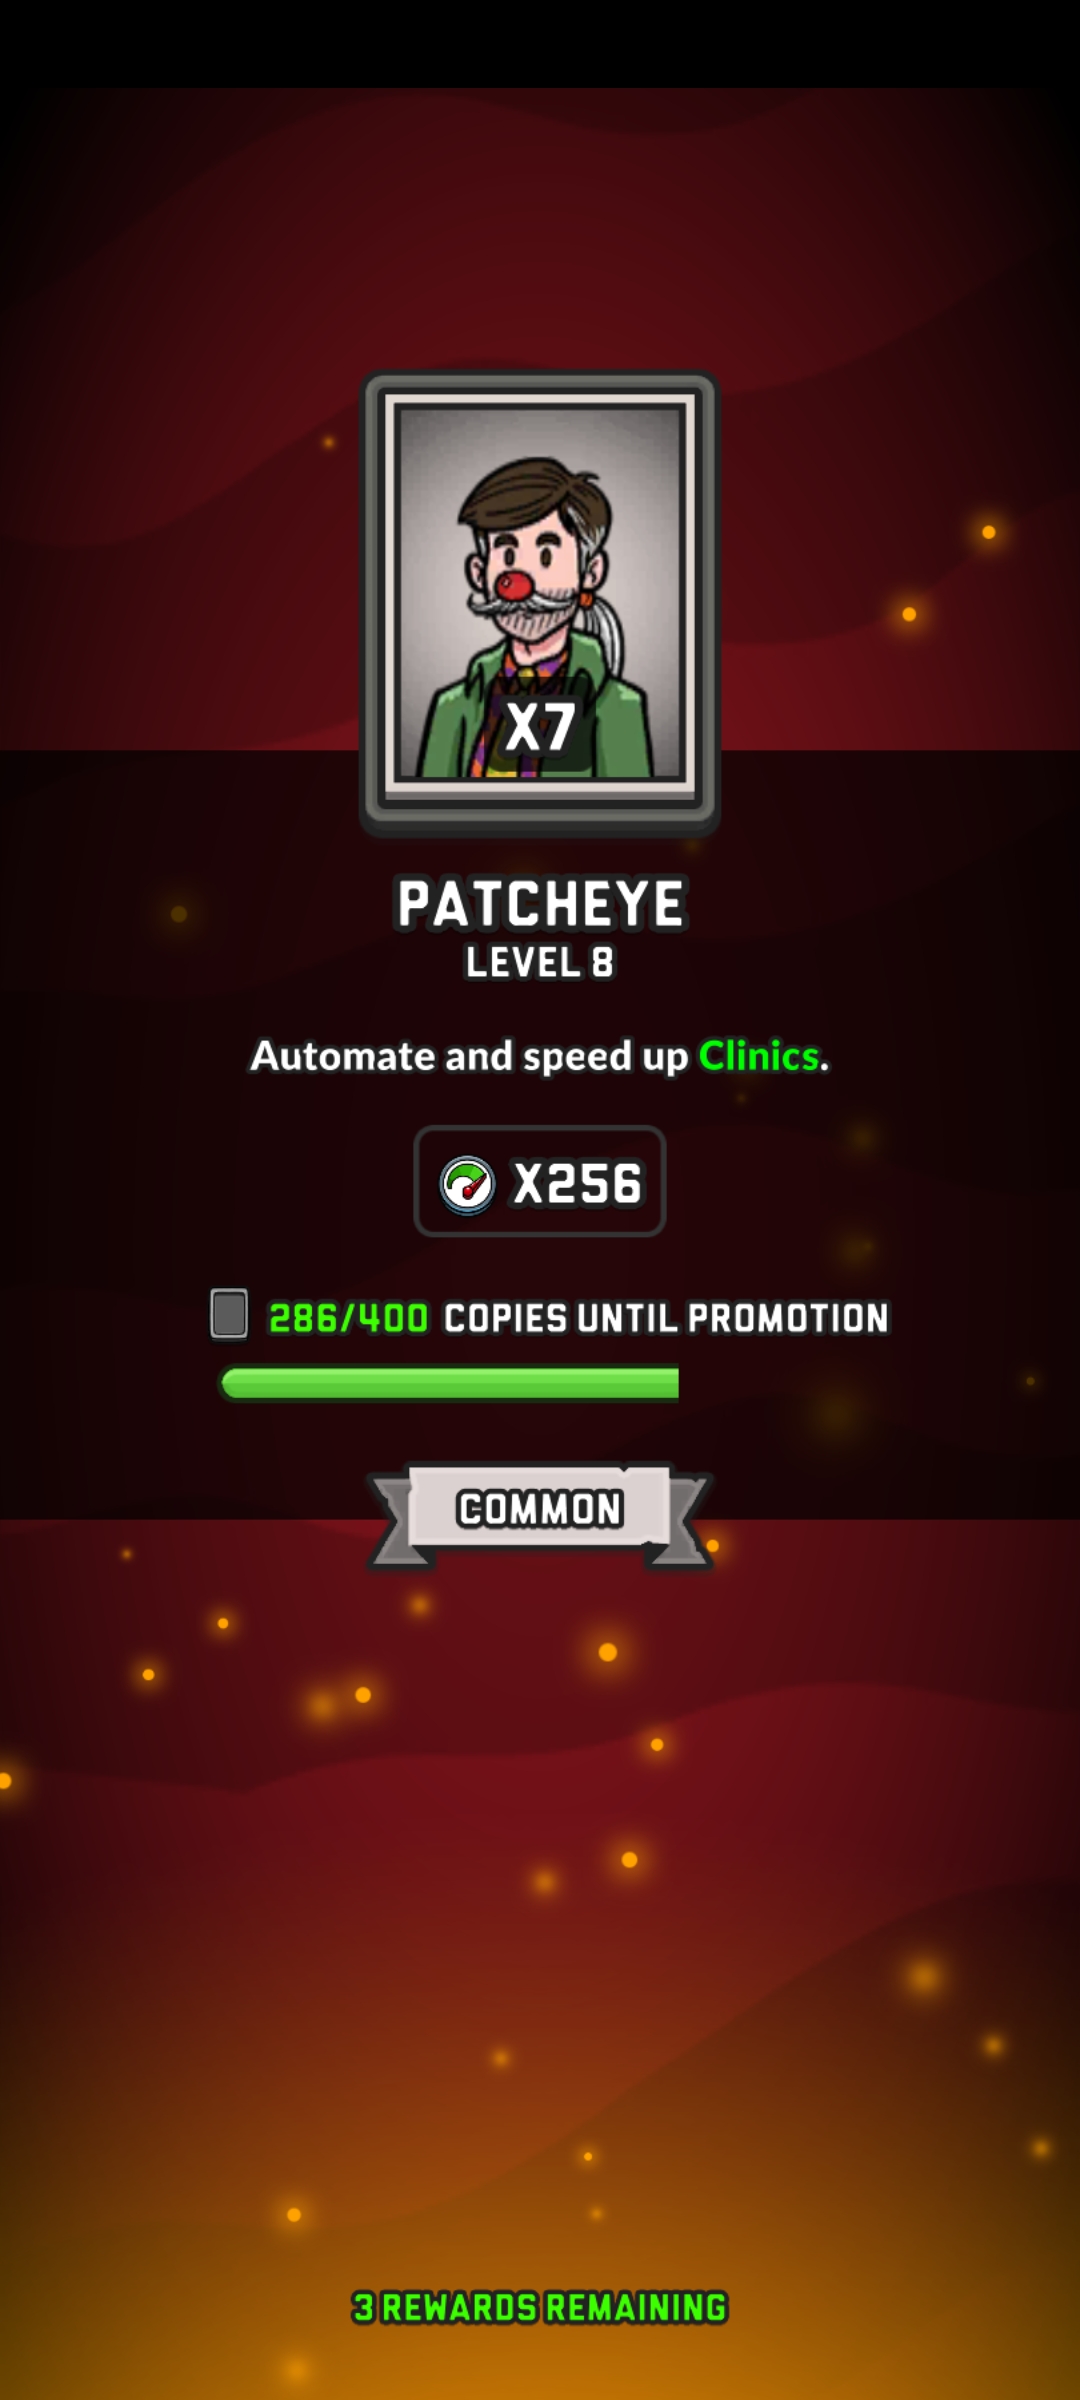 X7
PATCHEYE
LEVEL 8
Automate and speed up Clinics.
X256
286/400 COPIES UNTIL PROMOTION
COMMON
3 REWARDS REMAINING